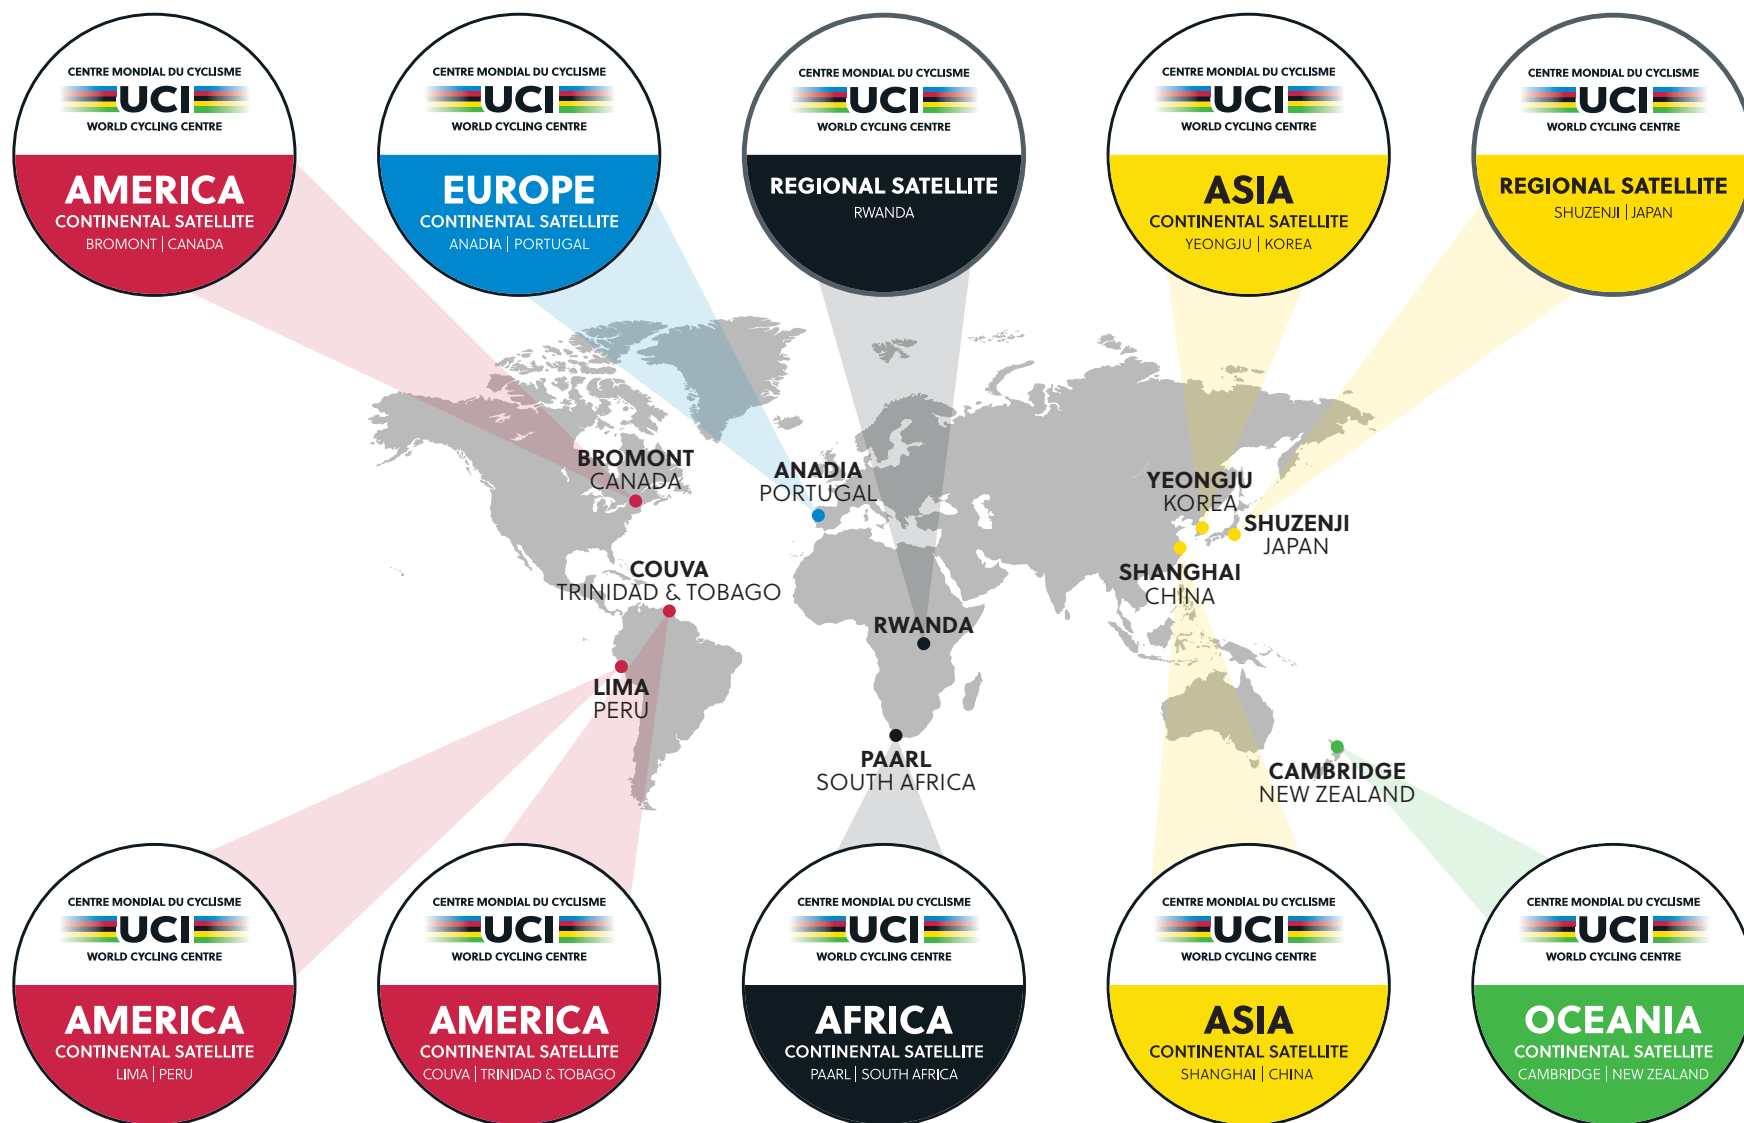 CENTRE MONDIAL DU CYCLISME
UCI
WORLD CYCLING CENTRE
AMERICA
CONTINENTAL SATELLITE
BROMONT | CANADA
CENTRE MONDIAL DU CYCLISME
UCI
WORLD CYCLING CENTRE
EUROPE
CONTINENTAL SATELLITE
ANADIA | PORTUGAL
CENTRE MONDIAL DU CYCLISME
UCI
WORLD CYCLING CENTRE
REGIONAL SATELLITE
RWANDA
CENTRE MONDIAL DU CYCLISME
UCI
WORLD CYCLING CENTRE
ASIA
CONTINENTAL SATELLITE
YEONGJU | KOREA
CENTRE MONDIAL DU CYCLISME
UCI
WORLD CYCLING CENTRE
REGIONAL SATELLITE
SHUZENJI | JAPAN
BROMONT
CANADA
ANADIA
PORTUGAL
YEONGJU
KOREA
SHUZENJI
JAPAN
COUVA
TRINIDAD & TOBAGO
SHANGHAI
CHINA
RWANDA
LIMA
PERU
PAARL
SOUTH AFRICA
CAMBRIDGE
NEW ZEALAND
CENTRE MONDIAL DU CYCLISME
UCI
WORLD CYCLING CENTRE
AMERICA
CONTINENTAL SATELLITE
LIMA | PERU
CENTRE MONDIAL DU CYCLISME
UCI
WORLD CYCLING CENTRE
AMERICA
CONTINENTAL SATELLITE
COUVA | TRINIDAD & TOBAGO
CENTRE MONDIAL DU CYCLISME
UCI
WORLD CYCLING CENTRE
AFRICA
CONTINENTAL SATELLITE
PAARL | SOUTH AFRICA
CENTRE MONDIAL DU CYCLISME
UCI
WORLD CYCLING CENTRE
ASIA
CONTINENTAL SATELLITE
SHANGHAI | CHINA
CENTRE MONDIAL DU CYCLISME
UCI
WORLD CYCLING CENTRE
OCEANIA
CONTINENTAL SATELLITE
CAMBRIDGE | NEW ZEALAND